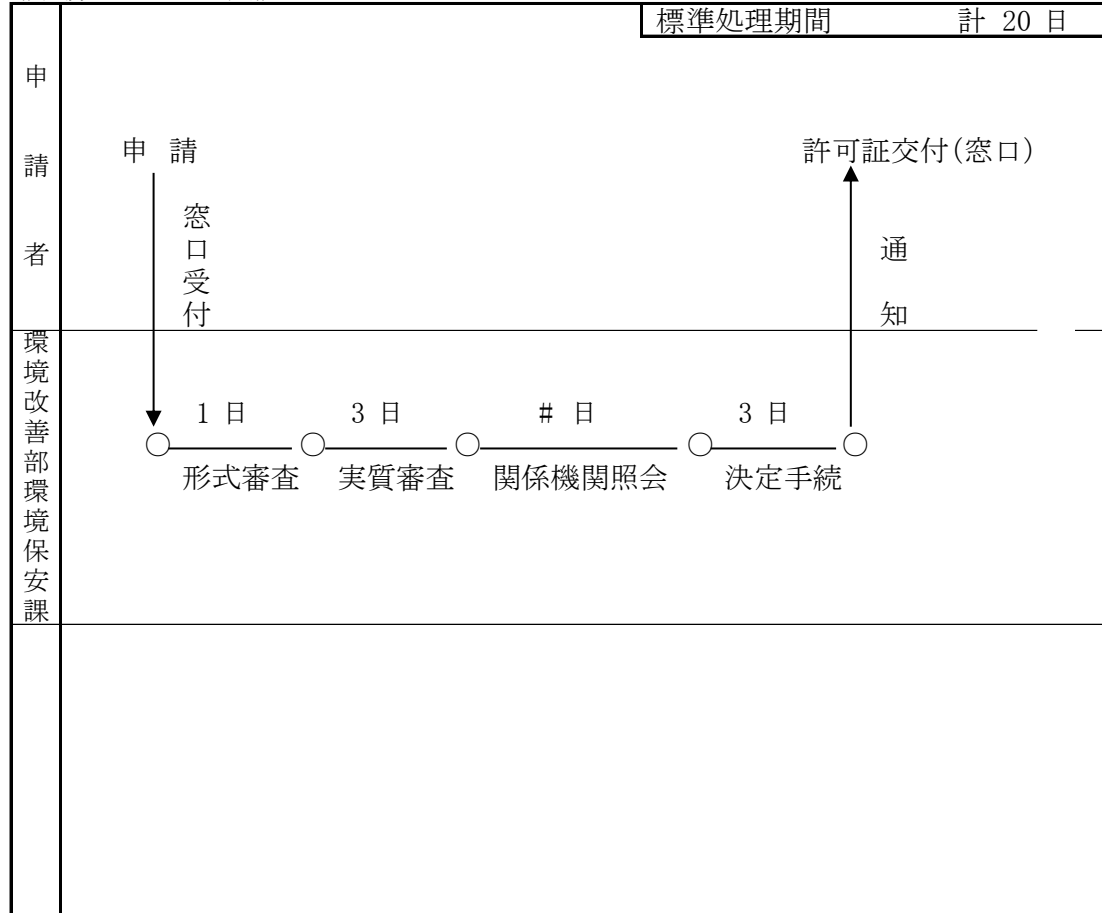 標準処理期間 計 20 日
申請者
申 請
許可証交付(窓口)
窓口受付
通知
環境改善部環境保安課
1 日 3 日 # 日 3 日
形式審査 実質審査 関係機関照会 決定手続